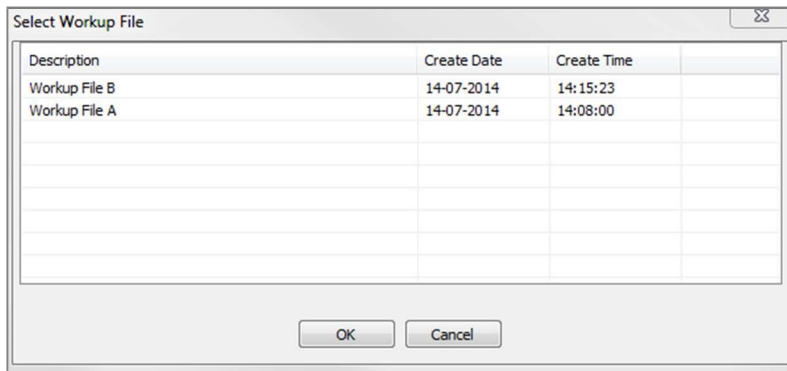 Select Workup File
Description Create Date Create Time
Workup File B 14-07-2014 14:15:23
Workup File A 14-07-2014 14:08:00
OK Cancel